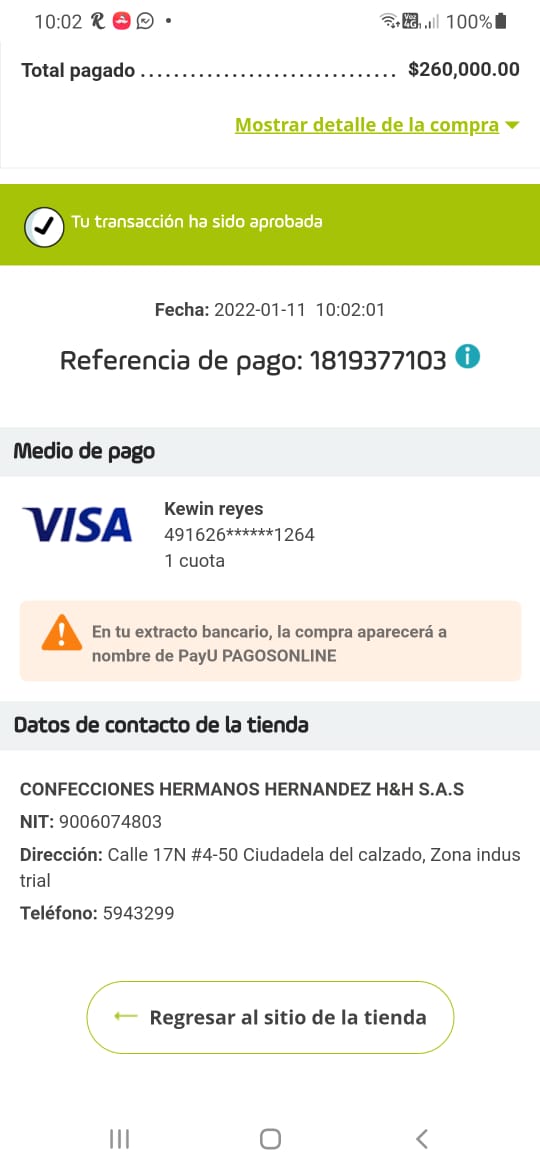 10:02 100%
Total pagado ................................ $260,000.00
Mostrar detalle de la compra
Tu transacción ha sido aprobada
Fecha: 2022-01-11 10:02:01
Referencia de pago: 1819377103
Medio de pago
VISA
Kewin reyes
491626******1264
1 cuota
En tu extracto bancario, la compra aparecerá a
nombre de PayU PAGOSONLINE
Datos de contacto de la tienda
CONFECCIONES HERMANOS HERNANDEZ H&H S.A.S
NIT: 9006074803
Dirección: Calle 17N #4-50 Ciudadela del calzado, Zona indus
trial
Teléfono: 5943299
Regresar al sitio de la tienda